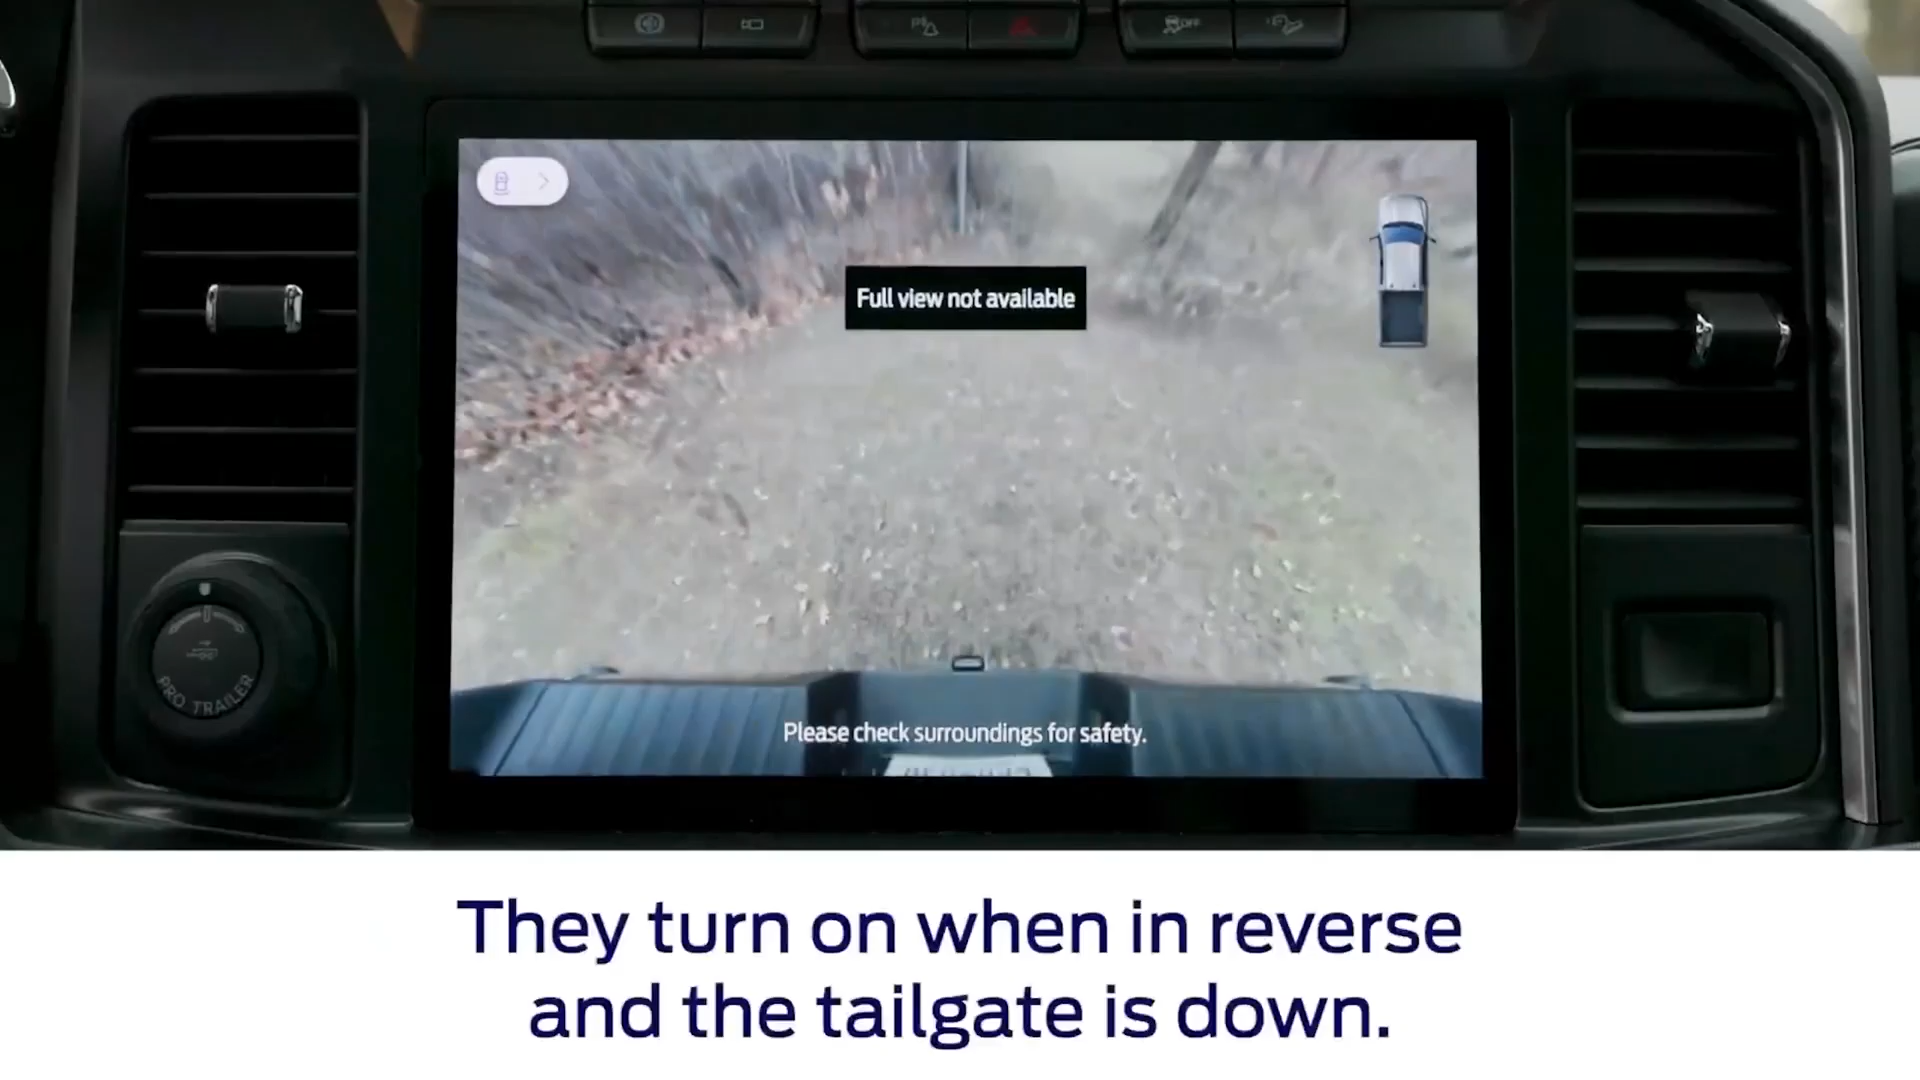 OFF
Full view not available
PRO TRAILER
Please check surroundings for safety.
They turn on when in reverse
and the tailgate is down.